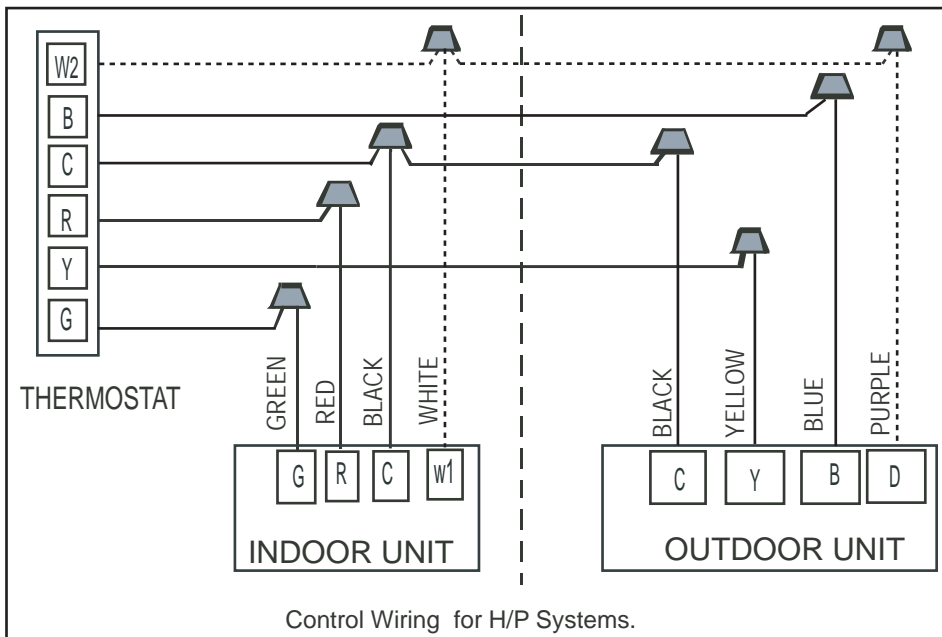 W2
B
C
R
Y
G
THERMOSTAT
GREEN
RED
BLACK
WHITE
BLACK
YELLOW
BLUE
PURPLE
G R C w1
C Y B D
INDOOR UNIT
OUTDOOR UNIT
Control Wiring for H/P Systems.